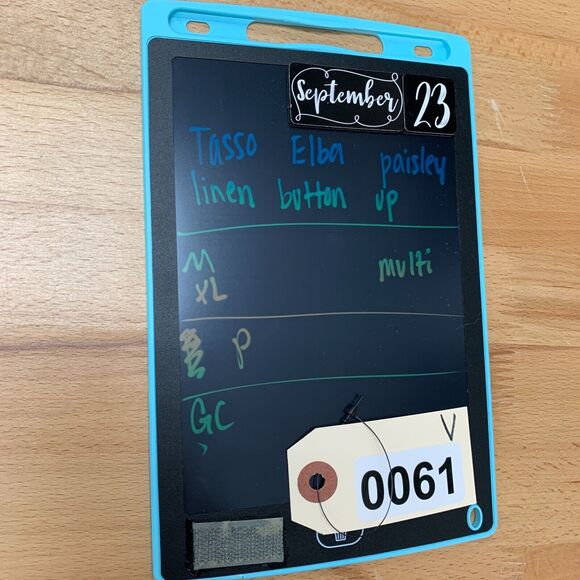 September 23
Tasso Elba paisley
linen button up
M multi
XL
P
GC
V
0061